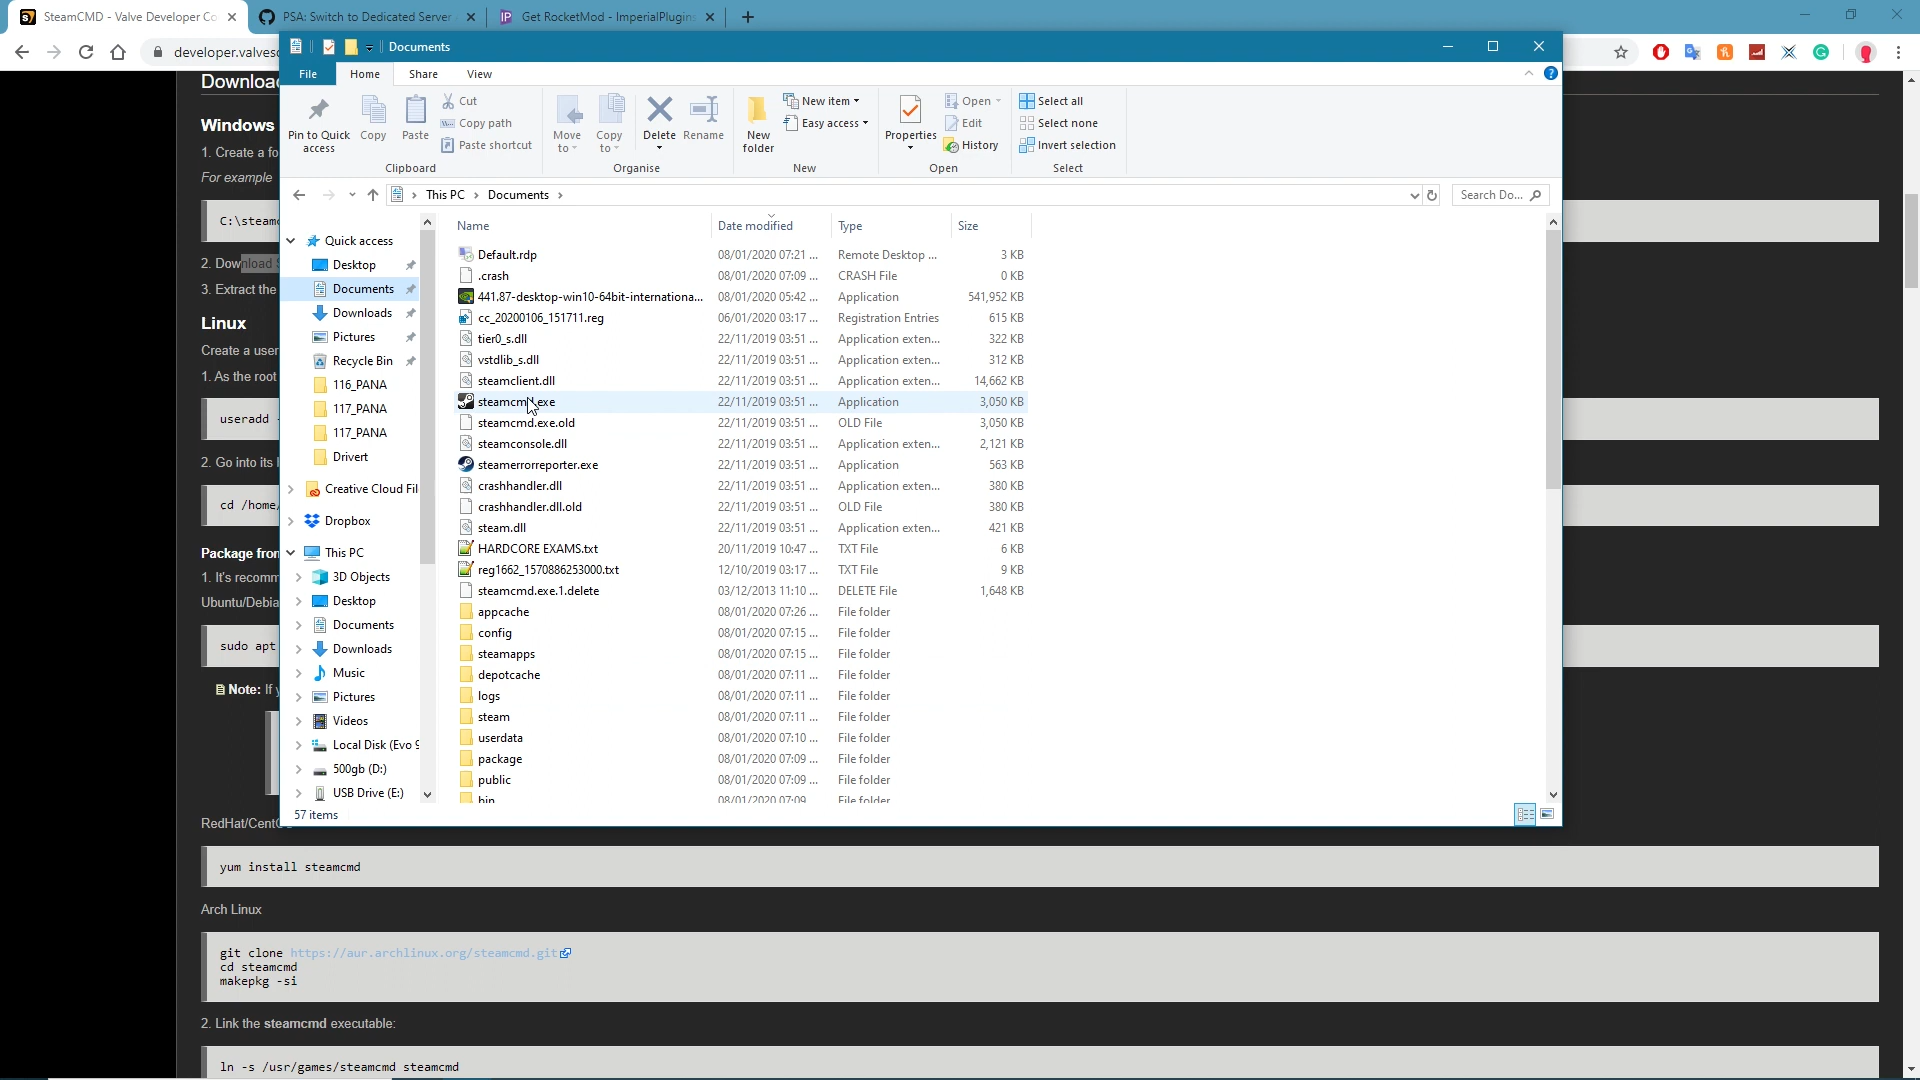 SteamCMD - Valve Developer Co
PSA: Switch to Dedicated Server
Get RocketMod - ImperialPlugins
developer.valveso
Documents
File
Home
Share
View
Pin to Quick access
Copy
Paste
Cut
Copy path
Paste shortcut
Clipboard
Move to
Copy to
Delete
Rename
Organise
New folder
New item
Easy access
New
Properties
Open
Edit
History
Open
Select all
Select none
Invert selection
Select
This PC
Documents
Search Do...
Name
Date modified
Type
Size
Default.rdp 08/01/2020 07:21 ... Remote Desktop ... 3 KB
.crash 08/01/2020 07:09 ... CRASH File 0 KB
441.87-desktop-win10-64bit-internationa... 08/01/2020 05:42 ... Application 541,952 KB
cc_20200106_151711.reg 06/01/2020 03:17 ... Registration Entries 615 KB
tier0_s.dll 22/11/2019 03:51 ... Application exten... 322 KB
vstdlib_s.dll 22/11/2019 03:51 ... Application exten... 312 KB
steamclient.dll 22/11/2019 03:51 ... Application exten... 14,662 KB
steamcmd.exe 22/11/2019 03:51 ... Application 3,050 KB
steamcmd.exe.old 22/11/2019 03:51 ... OLD File 3,050 KB
steamconsole.dll 22/11/2019 03:51 ... Application exten... 2,121 KB
steamerrorreporter.exe 22/11/2019 03:51 ... Application 563 KB
crashhandler.dll 22/11/2019 03:51 ... Application exten... 380 KB
crashhandler.dll.old 22/11/2019 03:51 ... OLD File 380 KB
steam.dll 22/11/2019 03:51 ... Application exten... 421 KB
HARDCORE EXAMS.txt 20/11/2019 10:47 ... TXT File 6 KB
reg1662_1570886253000.txt 12/10/2019 03:17 ... TXT File 9 KB
steamcmd.exe.1.delete 03/12/2013 11:10 ... DELETE File 1,648 KB
appcache 08/01/2020 07:26 ... File folder
config 08/01/2020 07:15 ... File folder
steamapps 08/01/2020 07:15 ... File folder
depotcache 08/01/2020 07:11 ... File folder
logs 08/01/2020 07:11 ... File folder
steam 08/01/2020 07:11 ... File folder
userdata 08/01/2020 07:10 ... File folder
package 08/01/2020 07:09 ... File folder
public 08/01/2020 07:09 ... File folder
bin 08/01/2020 07:09 File folder
Quick access
Desktop
Documents
Downloads
Pictures
Recycle Bin
116_PANA
117_PANA
117_PANA
Drivert
Creative Cloud Fil
Dropbox
This PC
3D Objects
Desktop
Documents
Downloads
Music
Pictures
Videos
Local Disk (Evo 9
500gb (D:)
USB Drive (E:)
57 items
Downloa
Windows
1. Create a fo
For example
C:\steamc
2. Download S
3. Extract the
Linux
Create a user
1. As the root
useradd -
2. Go into its
cd /home/
Package from
1. It's recomm
Ubuntu/Debia
sudo apt
Note: If y
RedHat/CentO
yum install steamcmd
Arch Linux
git clone https://aur.archlinux.org/steamcmd.git
cd steamcmd
makepkg -si
2. Link the steamcmd executable:
ln -s /usr/games/steamcmd steamcmd